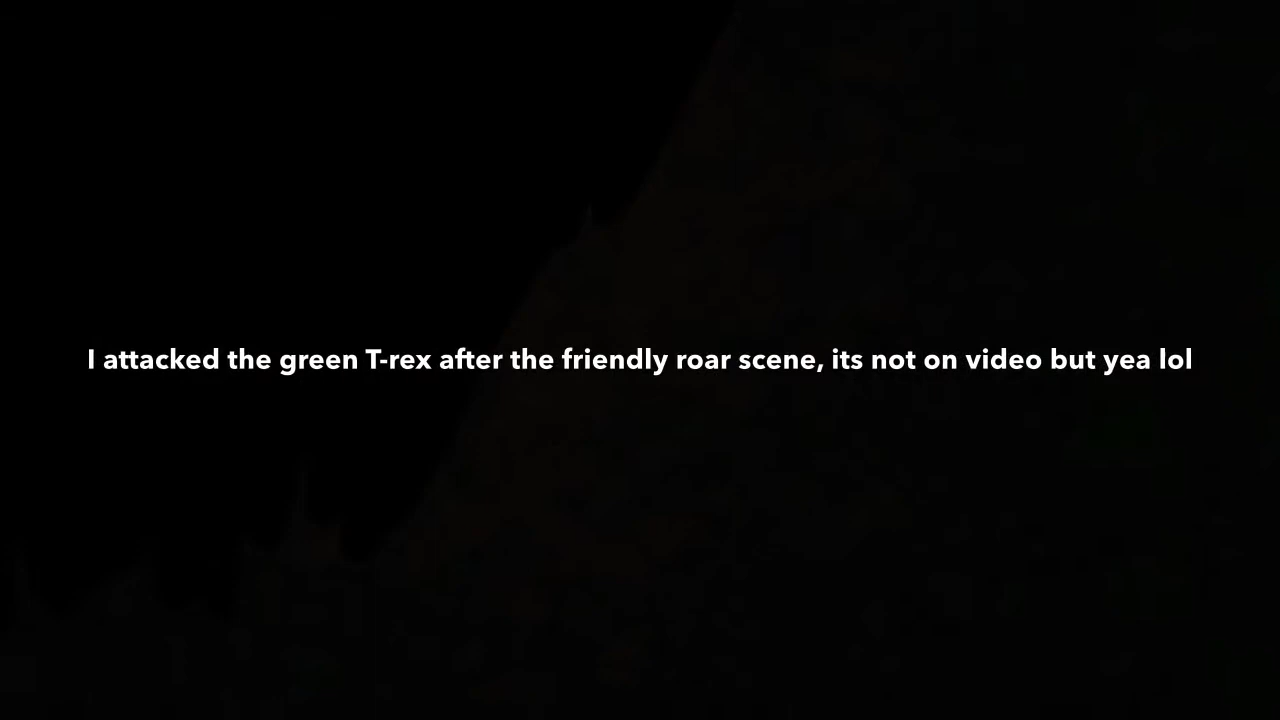 I attacked the green T-rex after the friendly roar scene, its not on video but yea lol